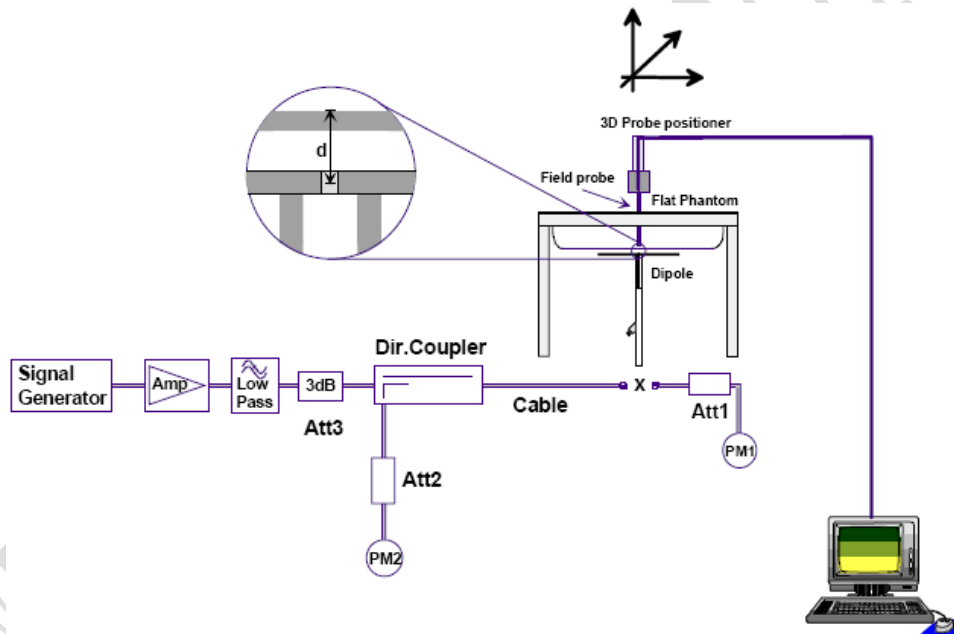 3D Probe positioner
d
Field probe
Flat Phantom
Dipole
Dir.Coupler
Signal
Generator
Amp
Low
Pass
3dB
Att3
Cable
X
Att1
PM1
Att2
PM2